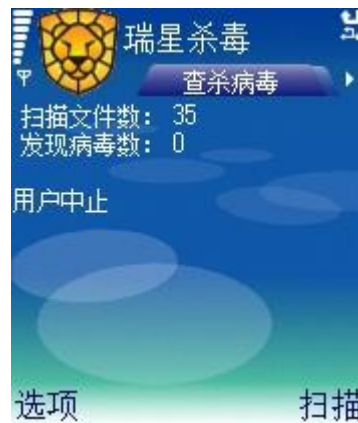 瑞星杀毒
查杀病毒
扫描文件数： 35
发现病毒数： 0
用户中止
选项 扫描